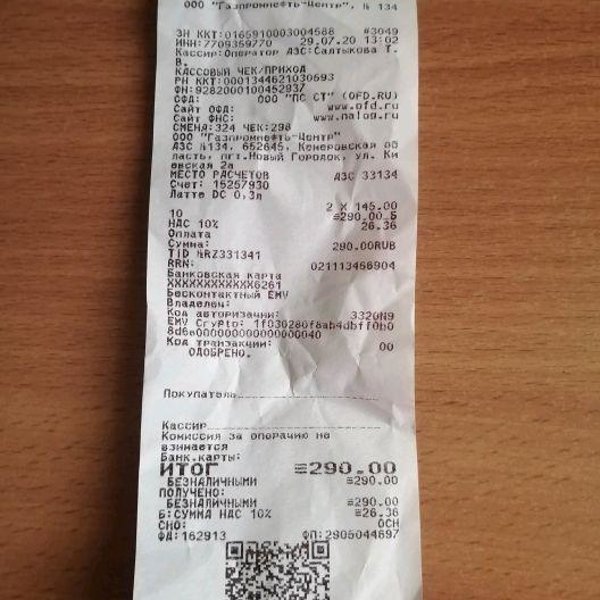 ООО "Газпромнефть-Центр", № 134
ЗН ККТ:0165910003004588 #3049
ИНН:7709359770 29.07.20 13:02
Кассир:Оператор АЗС:Салтыкова Т.
В.
КАССОВЫЙ ЧЕК/ПРИХОД
РН ККТ:0001344621030693
ФН:9282000100452937
ОФД: ООО "ПС СТ" (OFD.RU)
Сайт ОФД: www.ofd.ru
Сайт ФНС: www.nalog.ru
СМЕНА:324 ЧЕК:298
ООО "Газпромнефть-Центр"
АЗС №134, 652645, Кемеровская об
ласть, пгт.Новый Городок, ул. Ки
евская 2а
МЕСТО РАСЧЕТОВ АЗС 33134
Счет: 15257930
Латте DC 0,3л
2 X 145.00
10 ≡290.00_Б
НДС 10% 26.36
Оплата
Сумма: 290.00RUB
TID №RZ331341
RRN: 021113466904
Банковская карта
XXXXXXXXXXXX6261
Бесконтактный EMV
Владелец:
Код авторизации: 3320N9
EMV Crypto: 1f030280f8ab4dbff0b0
8d6e0000000000000000040
Код транзакции: 00
ОДОБРЕНО.
Покупатель
Кассир
Комиссия за операцию не
взимается
Банк.карты:
ИТОГ ≡290.00
БЕЗНАЛИЧНЫМИ ≡290.00
ПОЛУЧЕНО:
БЕЗНАЛИЧНЫМИ ≡290.00
Б:СУММА НДС 10% ≡26.36
СНО: ОСН
ФД:162913 ФП:2905044697